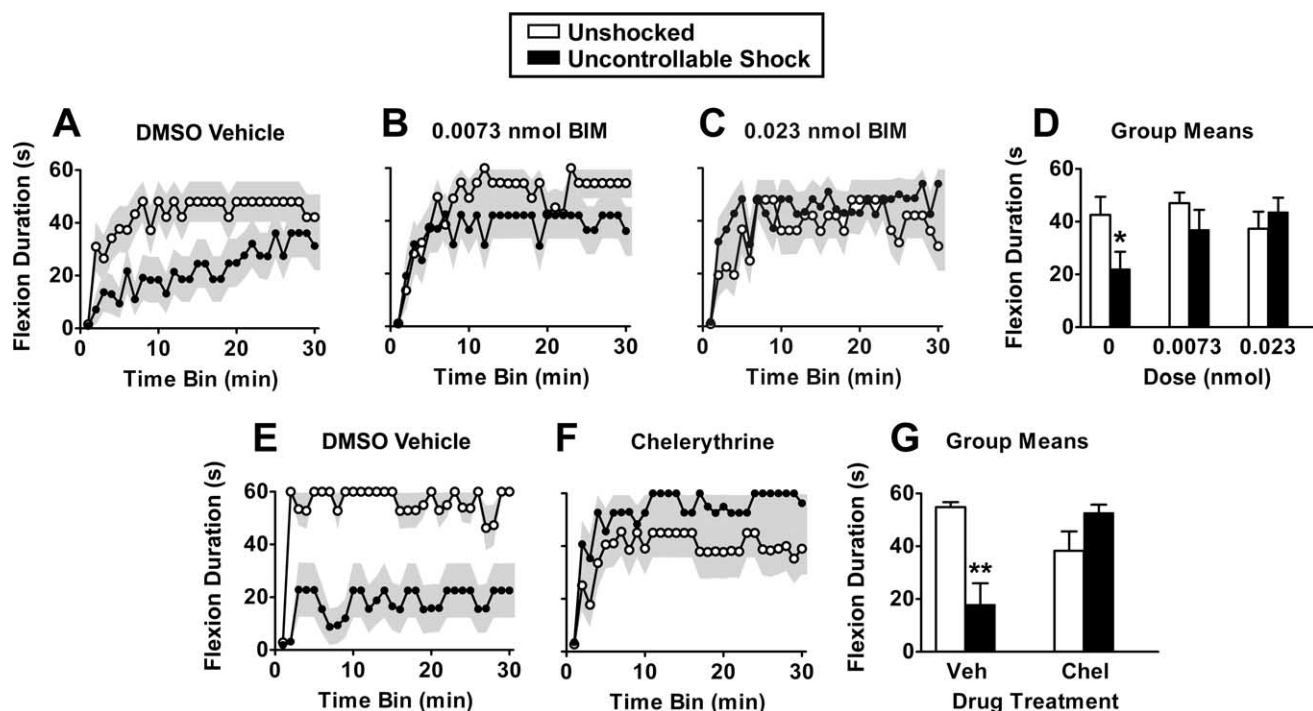 Unshocked
Uncontrollable Shock
A DMSO Vehicle
B 0.0073 nmol BIM
C 0.023 nmol BIM
D Group Means
Flexion Duration (s)
60
40
20
0
0 10 20 30
Time Bin (min)
0 10 20 30
Time Bin (min)
0 10 20 30
Time Bin (min)
Flexion Duration (s
60
40
20
0
*
0 0.0073 0.023
Dose (nmol)
E DMSO Vehicle
F Chelerythrine
G Group Means
Flexion Duration (s)
60
40
20
0
0 10 20 30
Time Bin (min)
0 10 20 30
Time Bin (min)
Flexion Duration (s)
60
40
20
0
**
Veh Chel
Drug Treatment